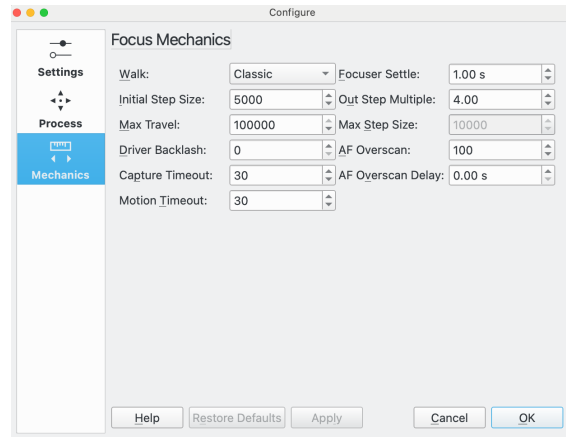 Configure
Focus Mechanics
Settings
Process
Mechanics
Walk: Classic Focuser Settle: 1.00 s
Initial Step Size: 5000 Out Step Multiple: 4.00
Max Travel: 100000 Max Step Size: 10000
Driver Backlash: 0 AF Overscan: 100
Capture Timeout: 30 AF Overscan Delay: 0.00 s
Motion Timeout: 30
Help Restore Defaults Apply Cancel OK